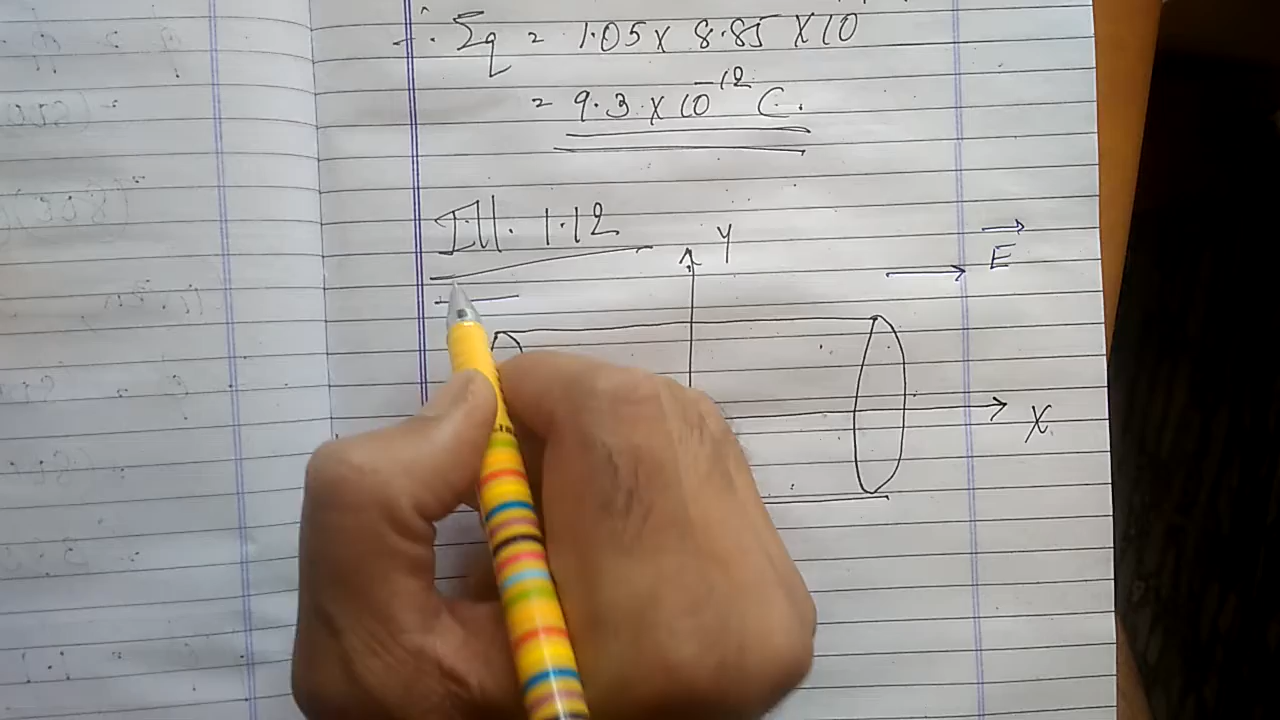 ∴ Σq = 1.05 × 8.85 × 10
= 9.3 × 10⁻¹² C.
Ill. 1.12
Y
E
X